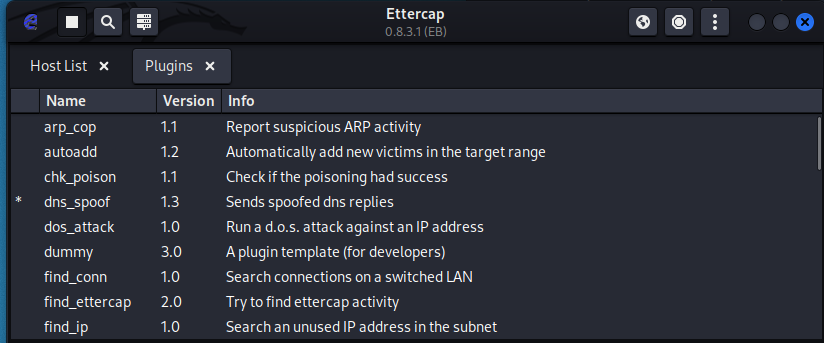 Ettercap
0.8.3.1 (EB)
Host List
Plugins
Name Version Info
arp_cop 1.1 Report suspicious ARP activity
autoadd 1.2 Automatically add new victims in the target range
chk_poison 1.1 Check if the poisoning had success
* dns_spoof 1.3 Sends spoofed dns replies
dos_attack 1.0 Run a d.o.s. attack against an IP address
dummy 3.0 A plugin template (for developers)
find_conn 1.0 Search connections on a switched LAN
find_ettercap 2.0 Try to find ettercap activity
find_ip 1.0 Search an unused IP address in the subnet